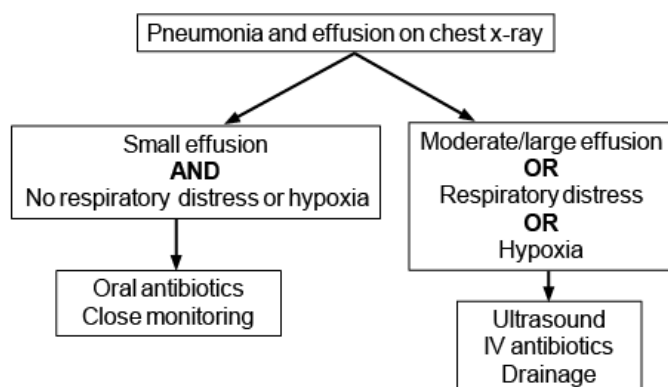 Pneumonia and effusion on chest x-ray
Small effusion
AND
No respiratory distress or hypoxia
Moderate/large effusion
OR
Respiratory distress
OR
Hypoxia
Oral antibiotics
Close monitoring
Ultrasound
IV antibiotics
Drainage